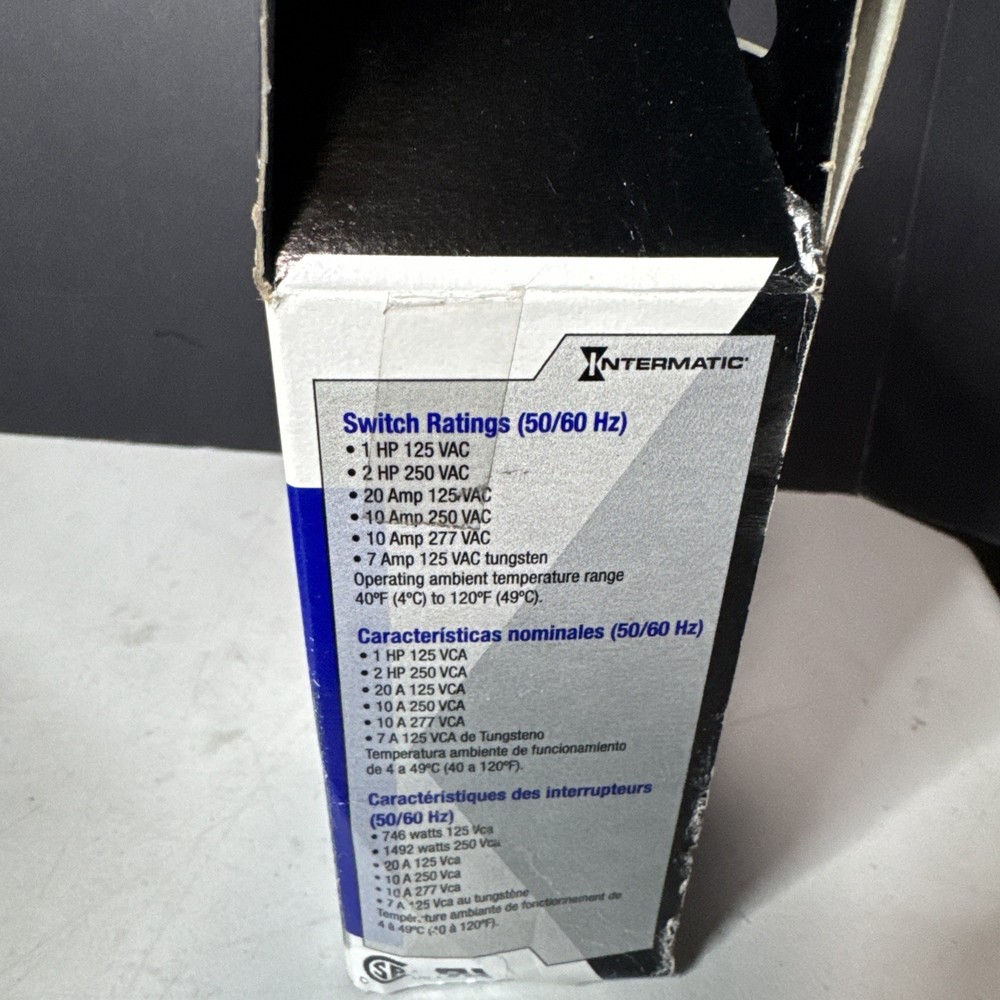 INTERMATIC
Switch Ratings (50/60 Hz)
• 1 HP 125 VAC
• 2 HP 250 VAC
• 20 Amp 125 VAC
• 10 Amp 250 VAC
• 10 Amp 277 VAC
• 7 Amp 125 VAC tungsten
Operating ambient temperature range
40ºF (4ºC) to 120ºF (49ºC).
Características nominales (50/60 Hz)
• 1 HP 125 VCA
• 2 HP 250 VCA
• 20 A 125 VCA
• 10 A 250 VCA
• 10 A 277 VCA
• 7 A 125 VCA de Tungsteno
Temperatura ambiente de funcionamiento
de 4 a 49ºC (40 a 120ºF).
Caractéristiques des interrupteurs
(50/60 Hz)
• 746 watts 125 Vca
• 1492 watts 250 Vca
• 20 A 125 Vca
• 10 A 250 Vca
• 10 A 277 Vca
• 7 A 125 Vca au tungstène
Température ambiante de fonctionnement de
4 à 49ºC (40 à 120ºF).